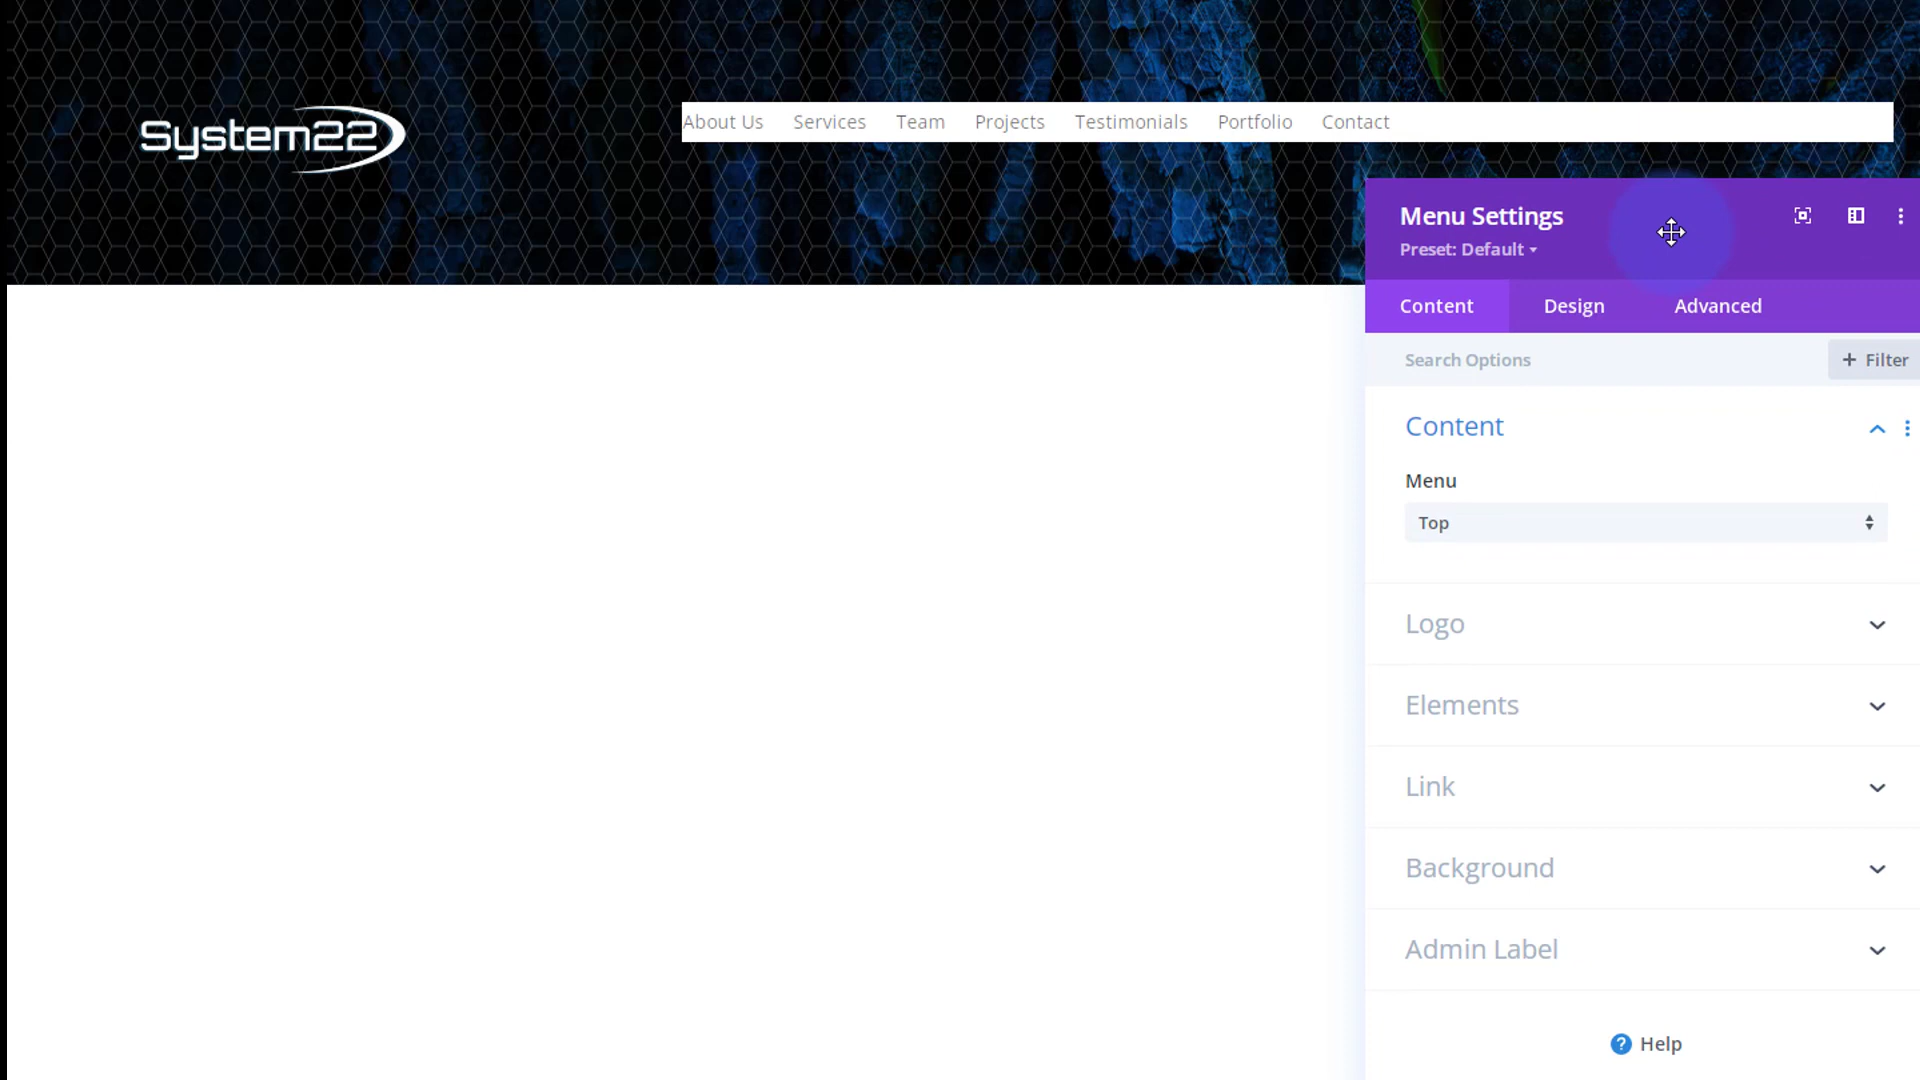 System22
About Us Services Team Projects Testimonials Portfolio Contact
Menu Settings
Preset: Default
Content Design Advanced
Search Options
+ Filter
Content
Menu
Top
Logo
Elements
Link
Background
Admin Label
? Help